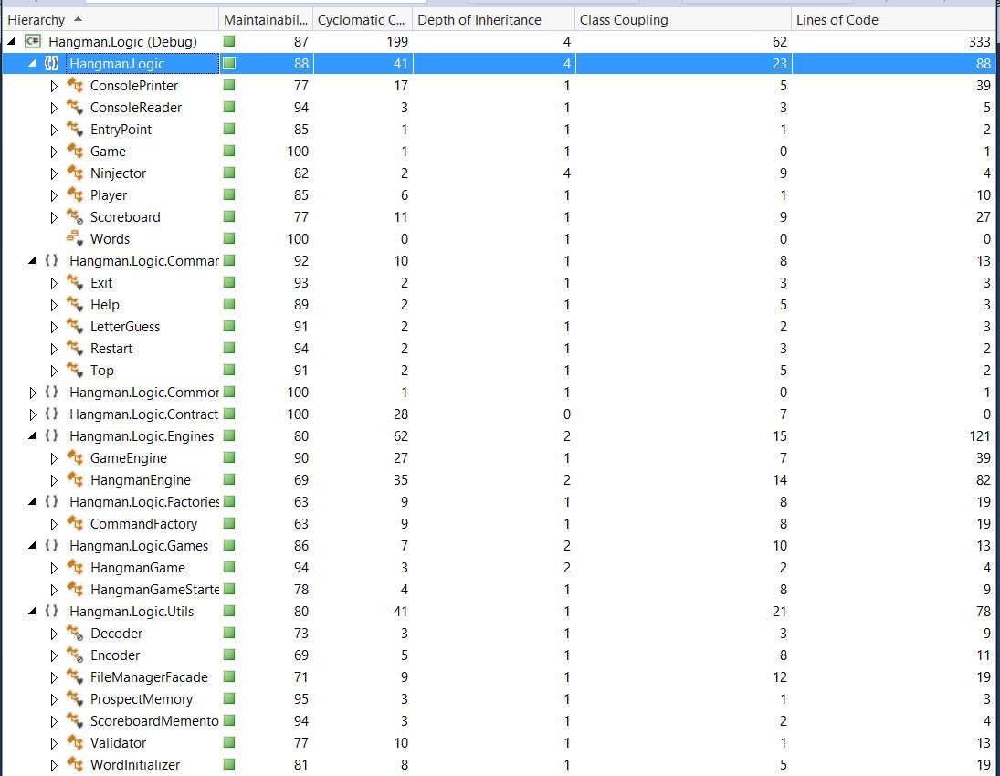 Hierarchy Maintainabil... Cyclomatic C... Depth of Inheritance Class Coupling Lines of Code
C# Hangman.Logic (Debug) 87 199 4 62 333
{} Hangman.Logic 88 41 4 23 88
ConsolePrinter 77 17 1 5 39
ConsoleReader 94 3 1 3 5
EntryPoint 85 1 1 1 2
Game 100 1 1 0 1
Ninjector 82 2 4 9 4
Player 85 6 1 1 10
Scoreboard 77 11 1 9 27
Words 100 0 1 0 0
{} Hangman.Logic.Commar 92 10 1 8 13
Exit 93 2 1 3 3
Help 89 2 1 5 3
LetterGuess 91 2 1 2 3
Restart 94 2 1 3 2
Top 91 2 1 5 2
{} Hangman.Logic.Commor 100 1 1 0 1
{} Hangman.Logic.Contract 100 28 0 7 0
{} Hangman.Logic.Engines 80 62 2 15 121
GameEngine 90 27 1 7 39
HangmanEngine 69 35 2 14 82
{} Hangman.Logic.Factories 63 9 1 8 19
CommandFactory 63 9 1 8 19
{} Hangman.Logic.Games 86 7 2 10 13
HangmanGame 94 3 2 2 4
HangmanGameStarte 78 4 1 8 9
{} Hangman.Logic.Utils 80 41 1 21 78
Decoder 73 3 1 3 9
Encoder 69 5 1 8 11
FileManagerFacade 71 9 1 12 19
ProspectMemory 95 3 1 1 3
ScoreboardMemento 94 3 1 2 4
Validator 77 10 1 1 13
WordInitializer 81 8 1 5 19